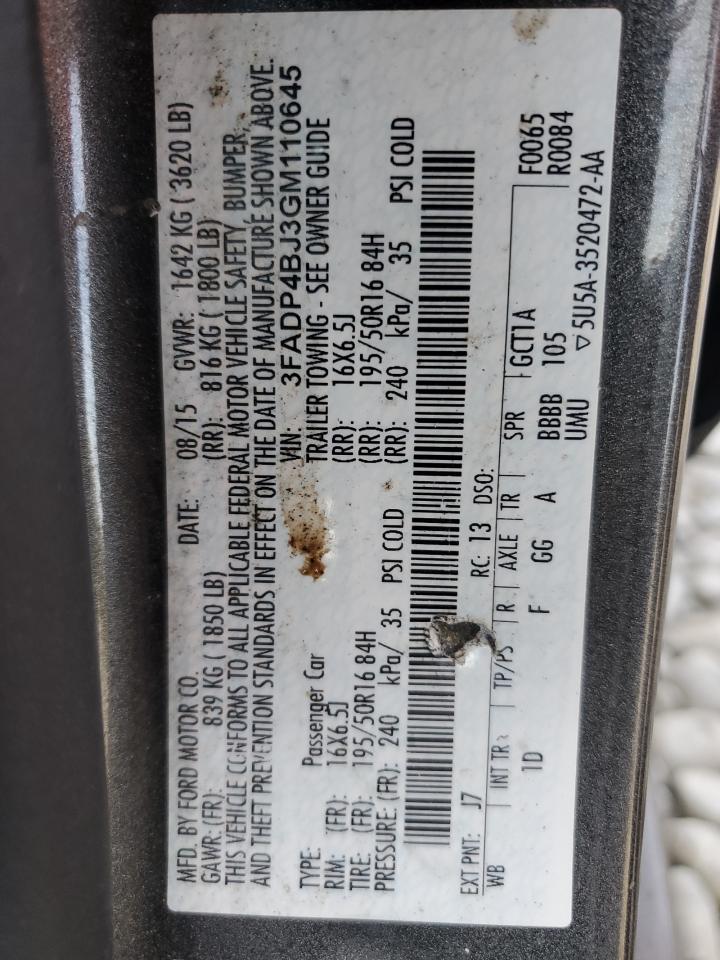 MFD. BY FORD MOTOR CO. DATE: 08/15 GVWR: 1642 KG ( 3620 LB)
GAWR: (FR): 839 KG ( 1850 LB) (RR): 816 KG ( 1800 LB)
THIS VEHICLE CONFORMS TO ALL APPLICABLE FEDERAL MOTOR VEHICLE SAFETY, BUMPER,
AND THEFT PREVENTION STANDARDS IN EFFECT ON THE DATE OF MANUFACTURE SHOWN ABOVE.
VIN: 3FADP4BJ3GM110645
TYPE: Passenger Car TRAILER TOWING - SEE OWNER GUIDE
RIM: (FR): 16X6.5J (RR): 16X6.5J
TIRE: (FR): 195/50R16 84H (RR): 195/50R16 84H
PRESSURE: (FR): 240 kPa/ 35 PSI COLD (RR): 240 kPa/ 35 PSI COLD
EXT PNT: J7 RC: 13 DSO: F0065
WB INT TR TP/PS R AXLE TR SPR GCT1A R0084
1D F GG A BBBB 105
UMU ▽5U5A-3520472-AA